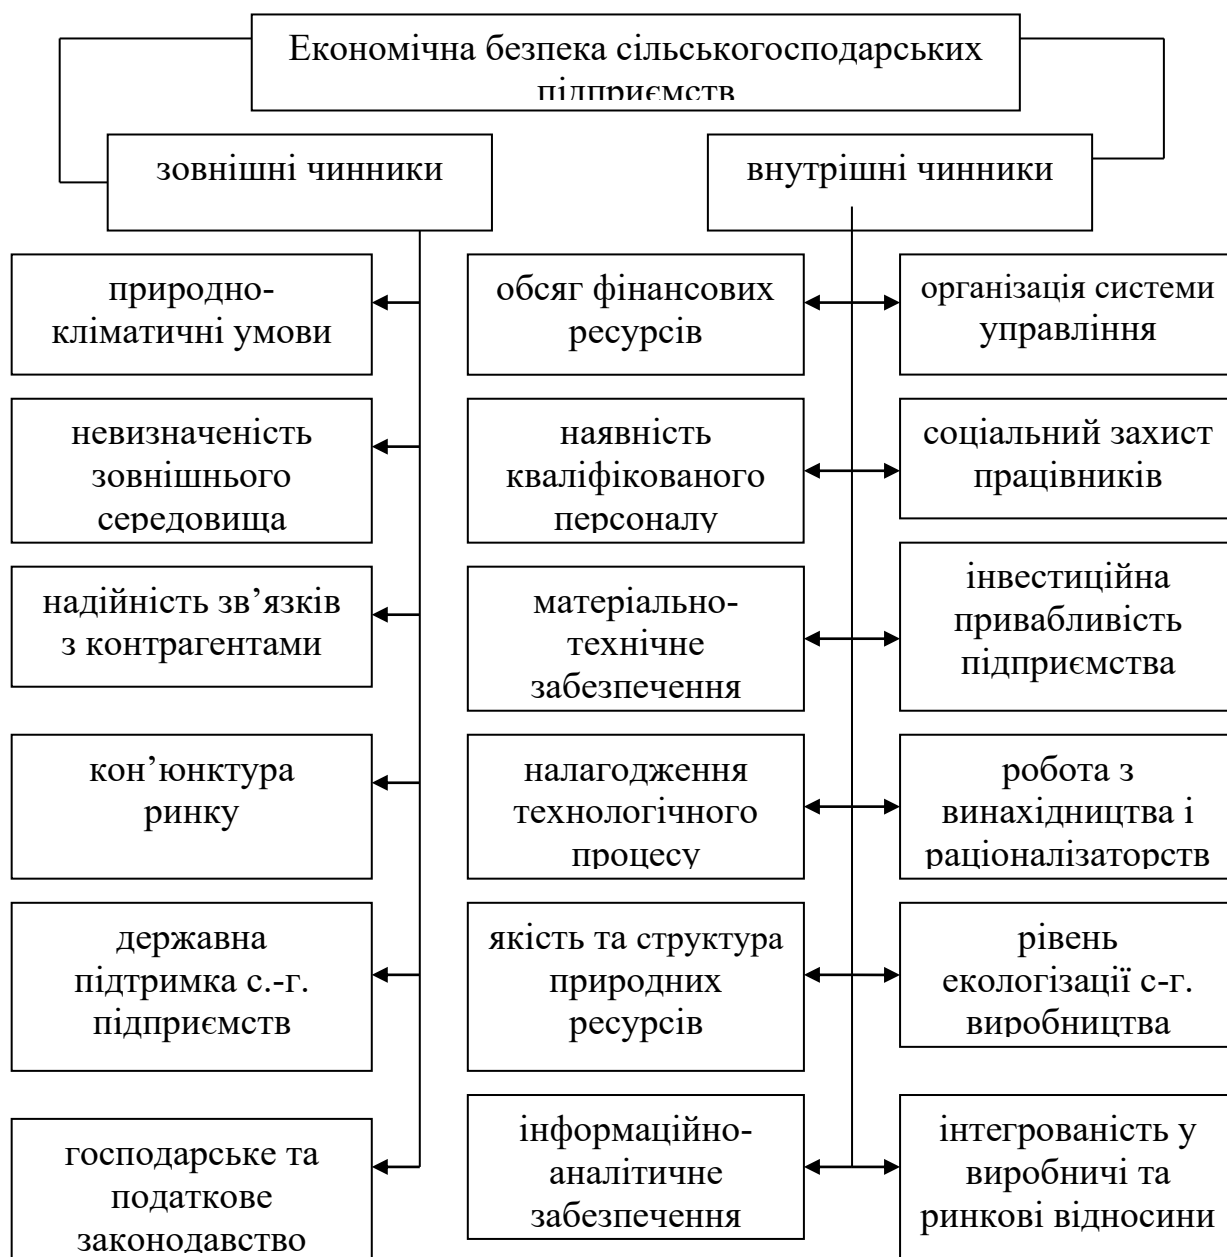 Економічна безпека сільськогосподарських
підприємств
зовнішні чинники
внутрішні чинники
природно-
кліматичні умови
невизначеність
зовнішнього
середовища
надійність зв’язків
з контрагентами
кон’юнктура
ринку
державна
підтримка с.-г.
підприємств
господарське та
податкове
законодавство
обсяг фінансових
ресурсів
наявність
кваліфікованого
персоналу
матеріально-
технічне
забезпечення
налагодження
технологічного
процесу
якість та структура
природних
ресурсів
інформаційно-
аналітичне
забезпечення
організація системи
управління
соціальний захист
працівників
інвестиційна
привабливість
підприємства
робота з
винахідництва і
раціоналізаторств
рівень
екологізації с-г.
виробництва
інтегрованість у
виробничі та
ринкові відносини